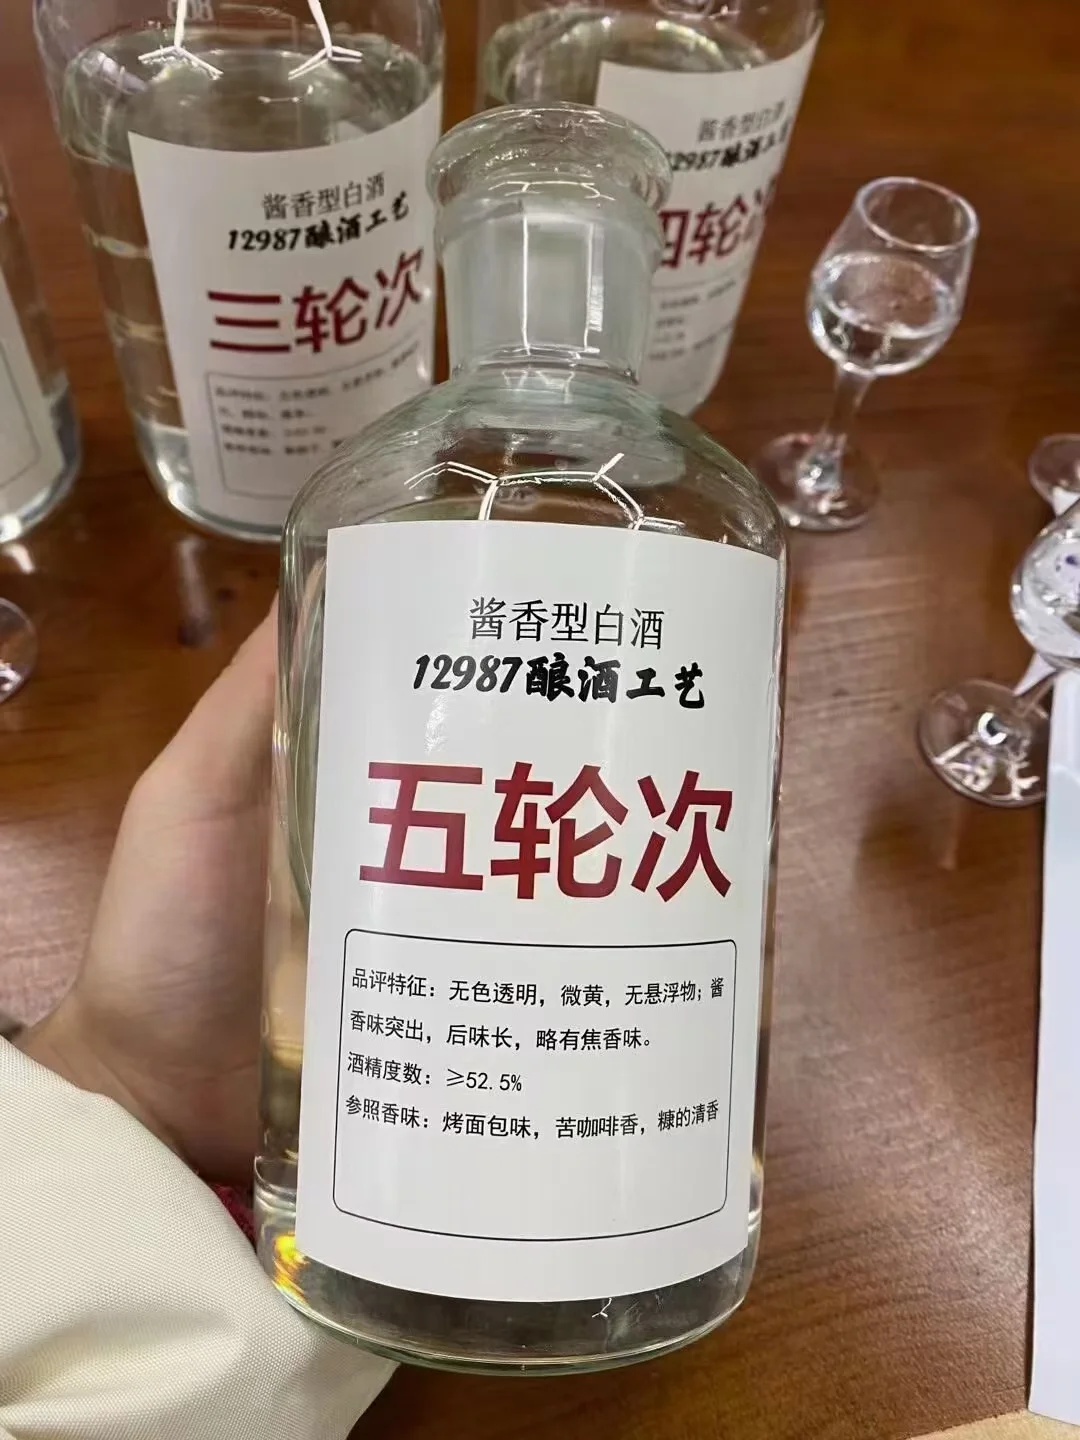 酱香型白酒
12987酿酒工艺
三轮次
酱香型白酒
12987酿酒工艺
四轮次
酱香型白酒
12987酿酒工艺
五轮次
品评特征：无色透明，微黄，无悬浮物；酱
香味突出，后味长，略有焦香味。
酒精度数：≥52.5%
参照香味：烤面包味，苦咖啡香，糠的清香